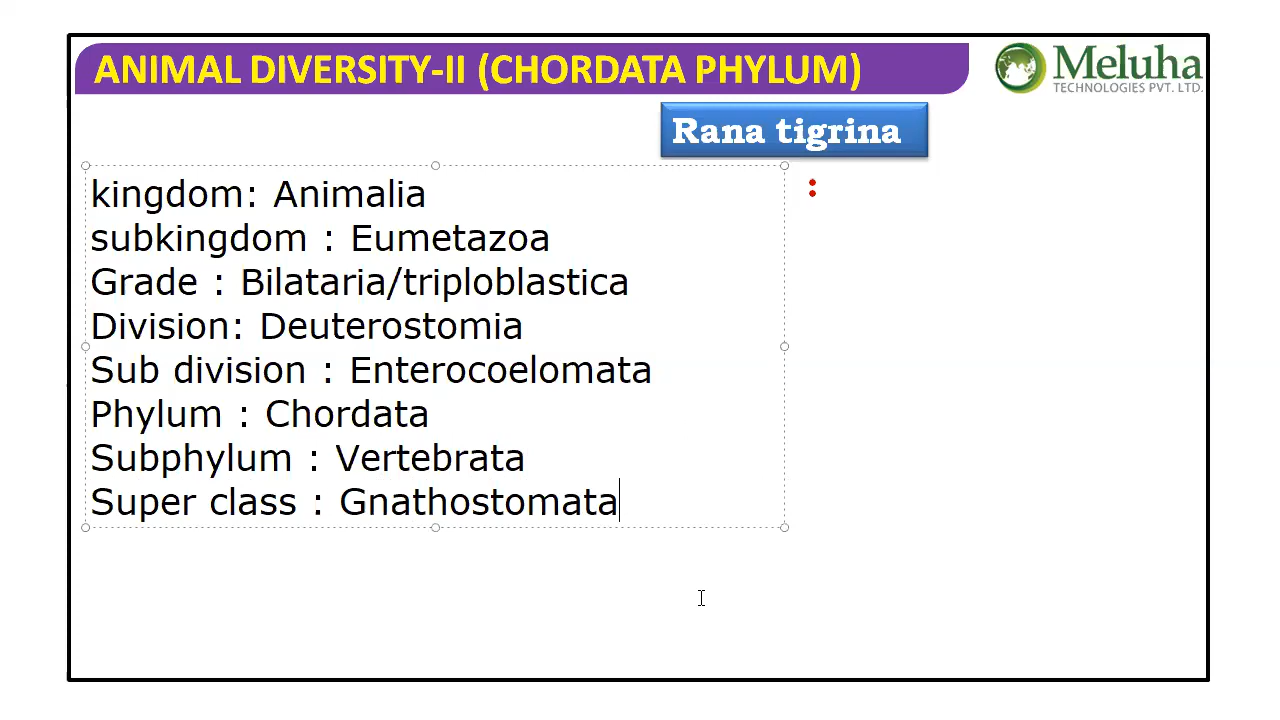 ANIMAL DIVERSITY-II (CHORDATA PHYLUM)
Meluha
TECHNOLOGIES PVT. LTD.
Rana tigrina
:
kingdom: Animalia
subkingdom : Eumetazoa
Grade : Bilataria/triploblastica
Division: Deuterostomia
Sub division : Enterocoelomata
Phylum : Chordata
Subphylum : Vertebrata
Super class : Gnathostomata